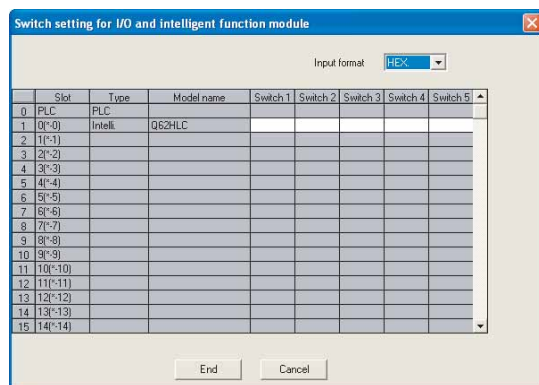 Switch setting for I/O and intelligent function module
Input format HEX.
Slot Type Model name Switch 1 Switch 2 Switch 3 Switch 4 Switch 5
0 PLC PLC
1 0(*-0) Intelli. Q62HLC
2 1(*-1)
3 2(*-2)
4 3(*-3)
5 4(*-4)
6 5(*-5)
7 6(*-6)
8 7(*-7)
9 8(*-8)
10 9(*-9)
11 10(*-10)
12 11(*-11)
13 12(*-12)
14 13(*-13)
15 14(*-14)
End Cancel